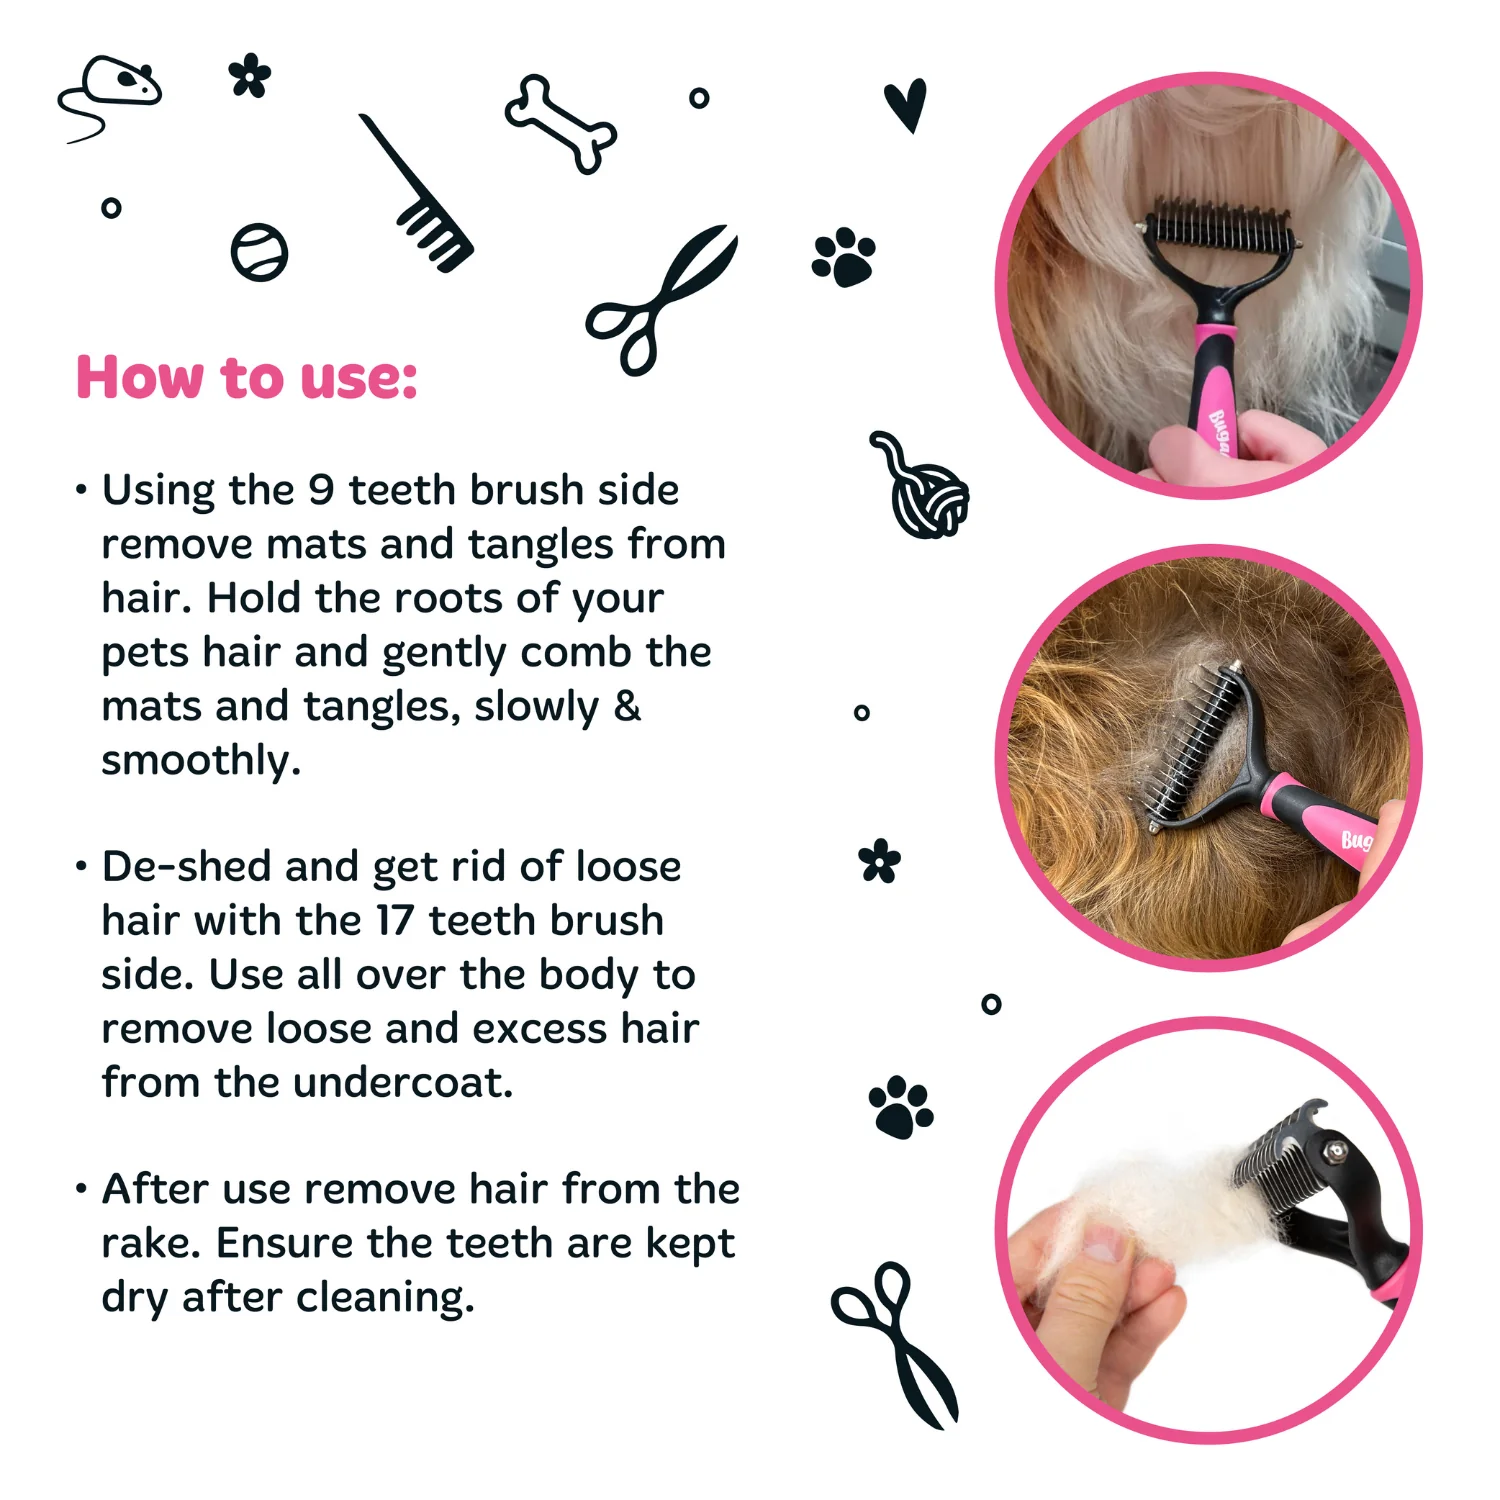 How to use:
• Using the 9 teeth brush side
remove mats and tangles from
hair. Hold the roots of your
pets hair and gently comb the
mats and tangles, slowly &
smoothly.
• De-shed and get rid of loose
hair with the 17 teeth brush
side. Use all over the body to
remove loose and excess hair
from the undercoat.
• After use remove hair from the
rake. Ensure the teeth are kept
dry after cleaning.